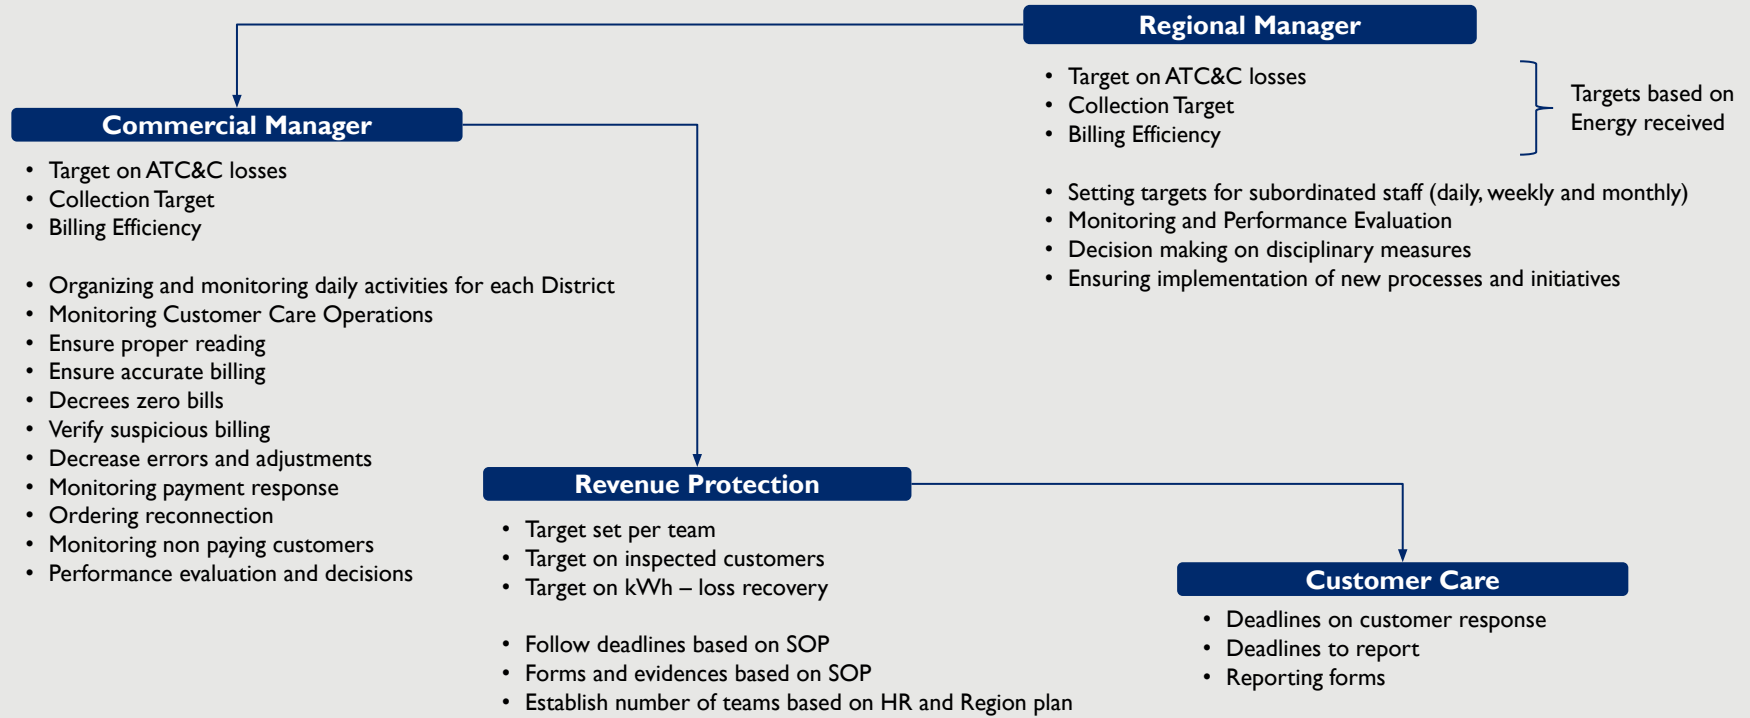 Regional Manager
• Target on ATC&C losses
• Collection Target
• Billing Efficiency
Targets based on
Energy received
• Setting targets for subordinated staff (daily, weekly and monthly)
• Monitoring and Performance Evaluation
• Decision making on disciplinary measures
• Ensuring implementation of new processes and initiatives
Commercial Manager
• Target on ATC&C losses
• Collection Target
• Billing Efficiency
• Organizing and monitoring daily activities for each District
• Monitoring Customer Care Operations
• Ensure proper reading
• Ensure accurate billing
• Decrees zero bills
• Verify suspicious billing
• Decrease errors and adjustments
• Monitoring payment response
• Ordering reconnection
• Monitoring non paying customers
• Performance evaluation and decisions
Revenue Protection
• Target set per team
• Target on inspected customers
• Target on kWh – loss recovery
• Follow deadlines based on SOP
• Forms and evidences based on SOP
• Establish number of teams based on HR and Region plan
Customer Care
• Deadlines on customer response
• Deadlines to report
• Reporting forms